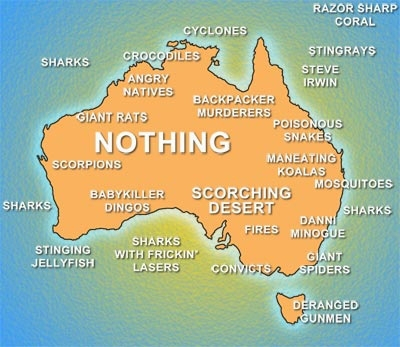 RAZOR SHARP
CORAL
CYCLONES
STINGRAYS
CROCODILES
SHARKS
STEVE
IRWIN
ANGRY
NATIVES
BACKPACKER
MURDERERS
GIANT RATS
POISONOUS
SNAKES
NOTHING
MANEATING
KOALAS
SCORPIONS
MOSQUITOES
BABYKILLER
DINGOS
SCORCHING
DESERT
SHARKS
SHARKS
DANNI
MINOGUE
FIRES
SHARKS
WITH FRICKIN'
LASERS
STINGING
JELLYFISH
GIANT
SPIDERS
CONVICTS
DERANGED
GUNMEN